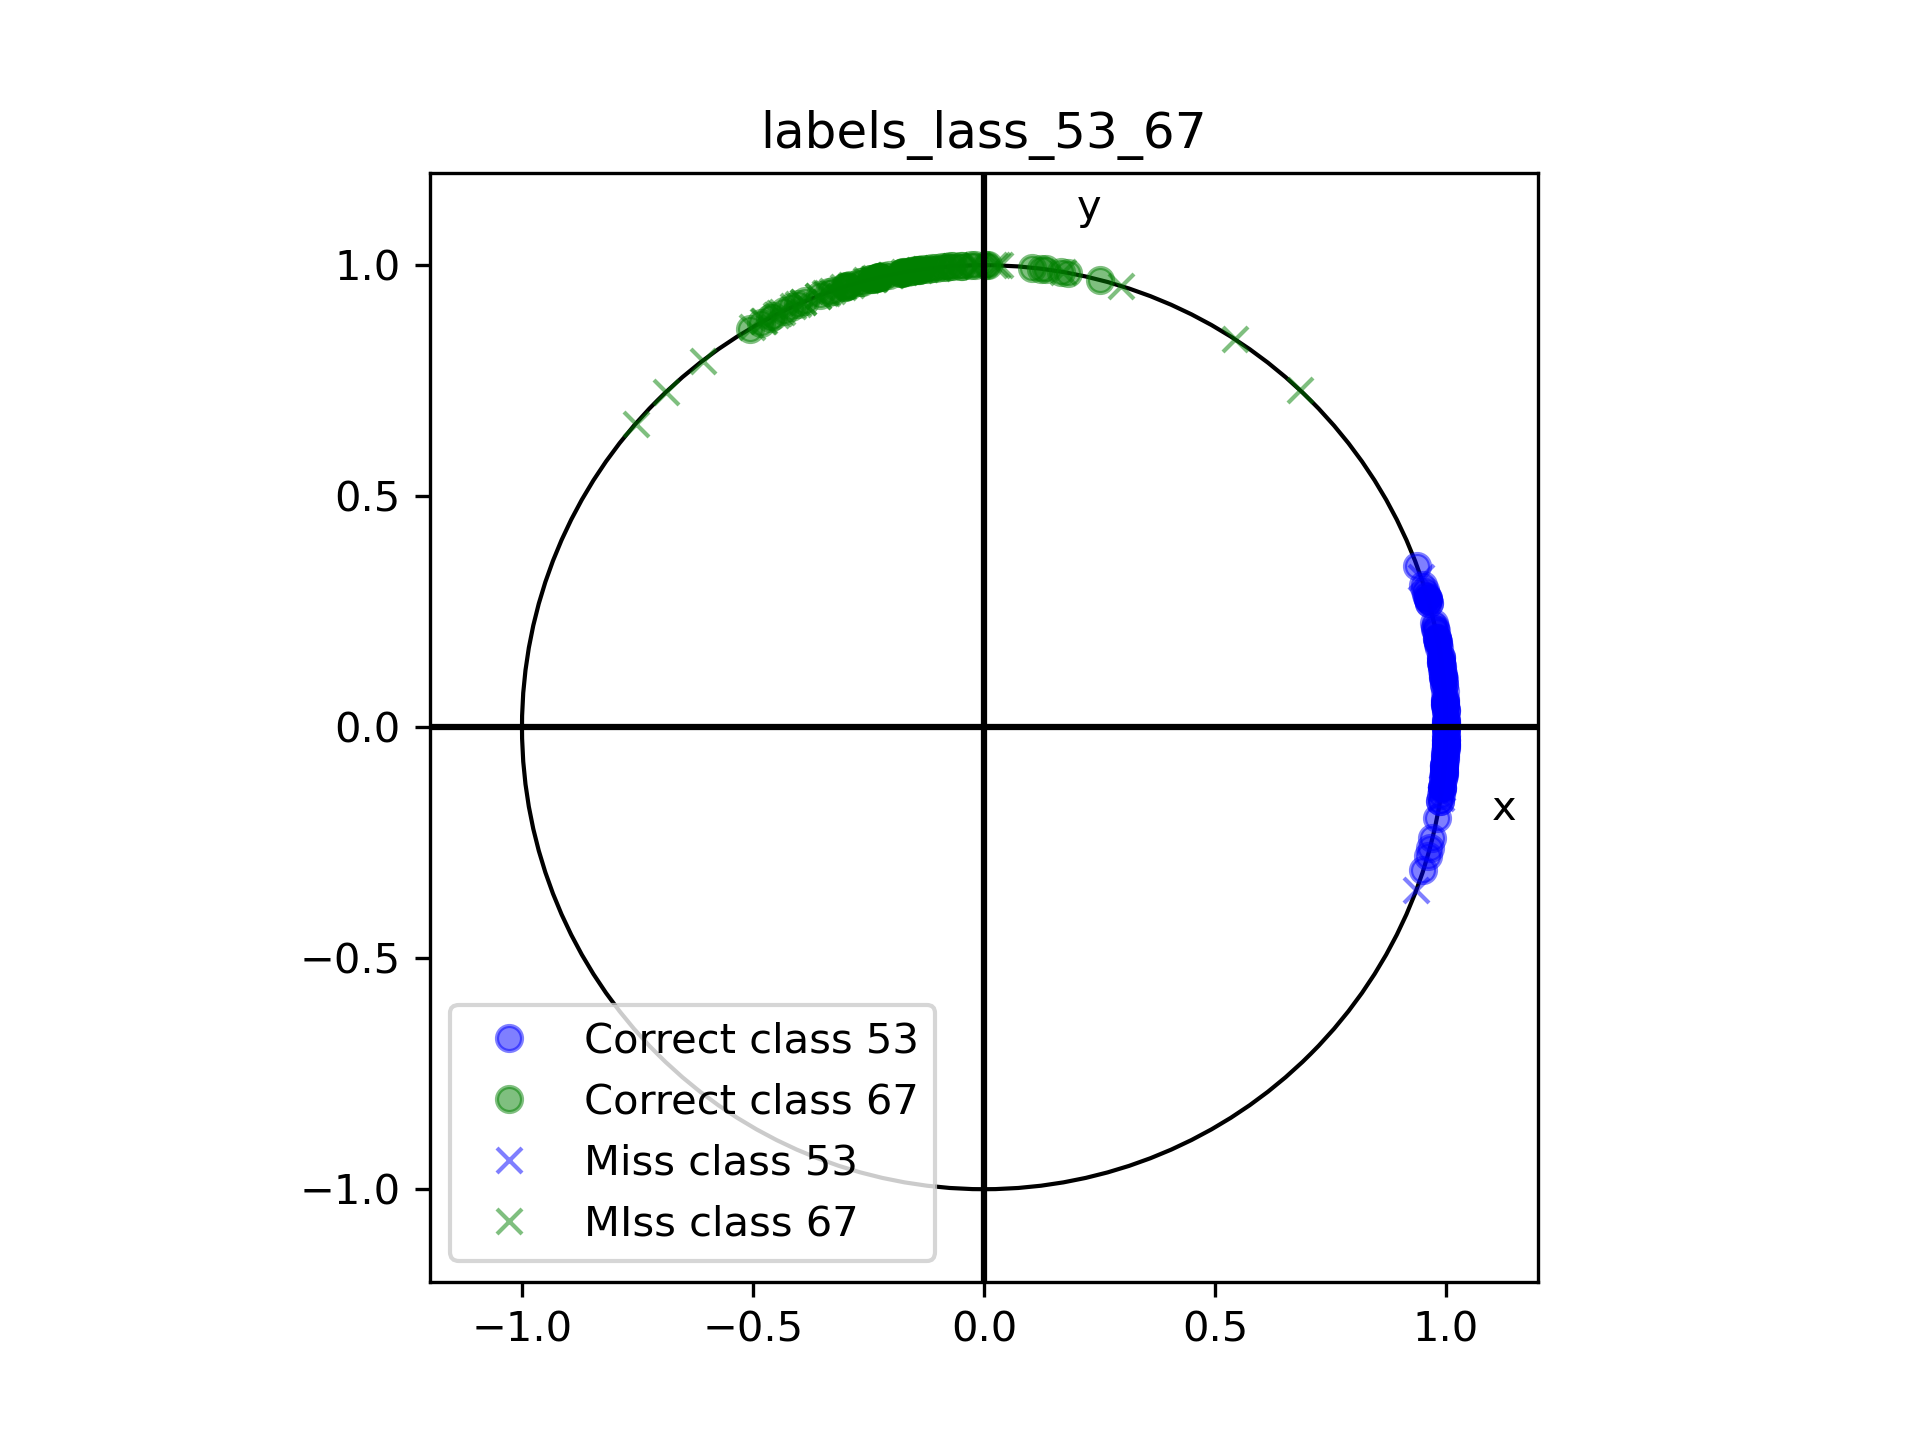 labels_lass_53_67
y
1.0
0.5
0.0
x
−0.5
−1.0
Correct class 53
Correct class 67
Miss class 53
MIss class 67
−1.0 −0.5 0.0 0.5 1.0